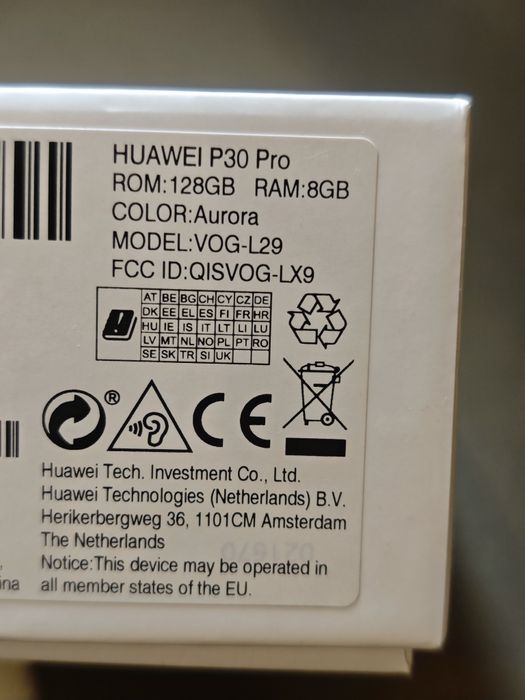 HUAWEI P30 Pro
ROM:128GB RAM:8GB
COLOR:Aurora
MODEL:VOG-L29
FCC ID:QISVOG-LX9
AT BE BG CH CY CZ DE
DK EE EL ES FI FR HR
HU IE IS IT LT LI LU
LV MT NL NO PL PT RO
SE SK TR SI UK
®
CE
Huawei Tech. Investment Co., Ltd.
Huawei Technologies (Netherlands) B.V.
Herikerbergweg 36, 1101CM Amsterdam
The Netherlands
Notice:This device may be operated in
ina all member states of the EU.